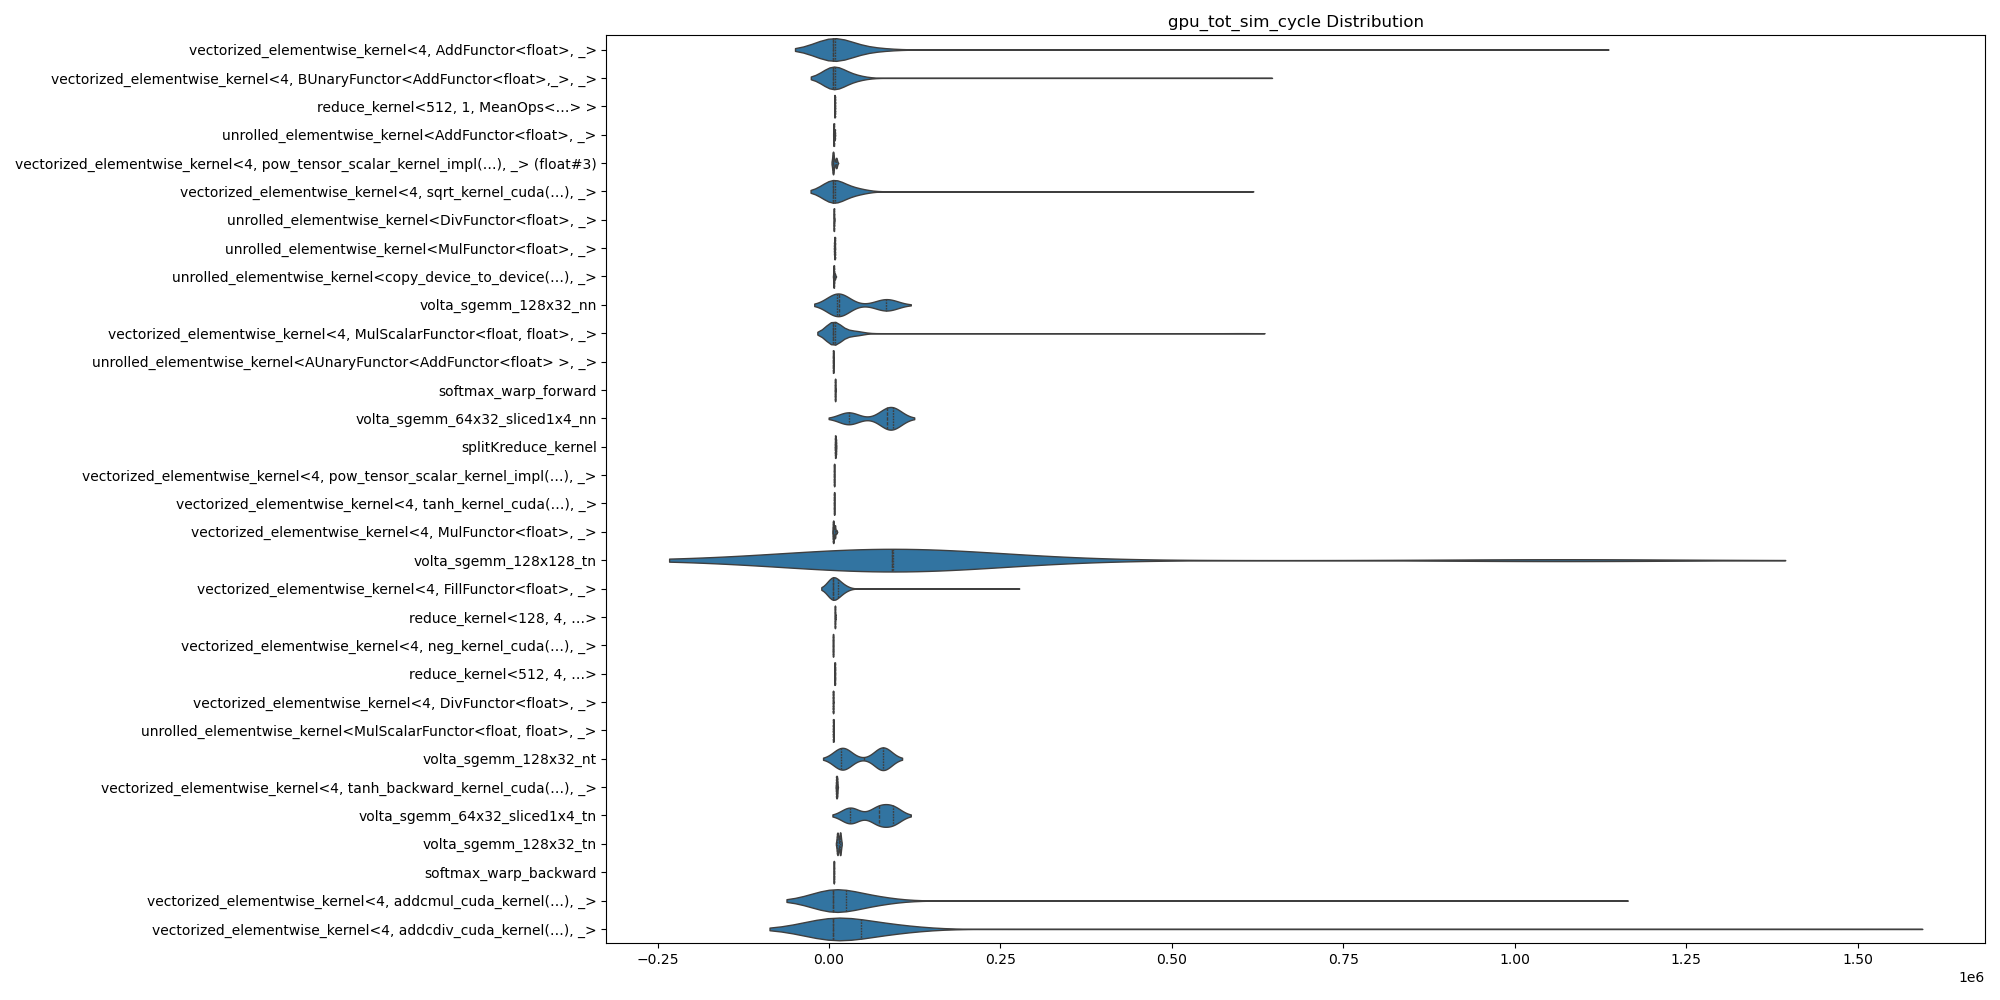 gpu_tot_sim_cycle Distribution
vectorized_elementwise_kernel<4, AddFunctor<float>, _>
vectorized_elementwise_kernel<4, BUnaryFunctor<AddFunctor<float>,_>, _>
reduce_kernel<512, 1, MeanOps<...> >
unrolled_elementwise_kernel<AddFunctor<float>, _>
vectorized_elementwise_kernel<4, pow_tensor_scalar_kernel_impl(...), _> (float#3)
vectorized_elementwise_kernel<4, sqrt_kernel_cuda(...), _>
unrolled_elementwise_kernel<DivFunctor<float>, _>
unrolled_elementwise_kernel<MulFunctor<float>, _>
unrolled_elementwise_kernel<copy_device_to_device(...), _>
volta_sgemm_128x32_nn
vectorized_elementwise_kernel<4, MulScalarFunctor<float, float>, _>
unrolled_elementwise_kernel<AUnaryFunctor<AddFunctor<float> >, _>
softmax_warp_forward
volta_sgemm_64x32_sliced1x4_nn
splitKreduce_kernel
vectorized_elementwise_kernel<4, pow_tensor_scalar_kernel_impl(...), _>
vectorized_elementwise_kernel<4, tanh_kernel_cuda(...), _>
vectorized_elementwise_kernel<4, MulFunctor<float>, _>
volta_sgemm_128x128_tn
vectorized_elementwise_kernel<4, FillFunctor<float>, _>
reduce_kernel<128, 4, ...>
vectorized_elementwise_kernel<4, neg_kernel_cuda(...), _>
reduce_kernel<512, 4, ...>
vectorized_elementwise_kernel<4, DivFunctor<float>, _>
unrolled_elementwise_kernel<MulScalarFunctor<float, float>, _>
volta_sgemm_128x32_nt
vectorized_elementwise_kernel<4, tanh_backward_kernel_cuda(...), _>
volta_sgemm_64x32_sliced1x4_tn
volta_sgemm_128x32_tn
softmax_warp_backward
vectorized_elementwise_kernel<4, addcmul_cuda_kernel(...), _>
vectorized_elementwise_kernel<4, addcdiv_cuda_kernel(...), _>
−0.25 0.00 0.25 0.50 0.75 1.00 1.25 1.50
1e6